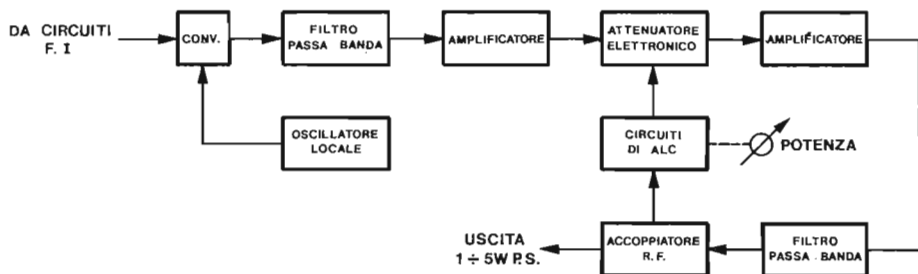 DA CIRCUITI
F. I
CONV.
FILTRO
PASSA BANDA
AMPLIFICATORE
ATTENUATORE
ELETTRONICO
AMPLIFICATORE
OSCILLATORE
LOCALE
CIRCUITI
DI ALC
POTENZA
USCITA
1÷5W P.S.
ACCOPPIATORE
R.F.
FILTRO
PASSA BANDA